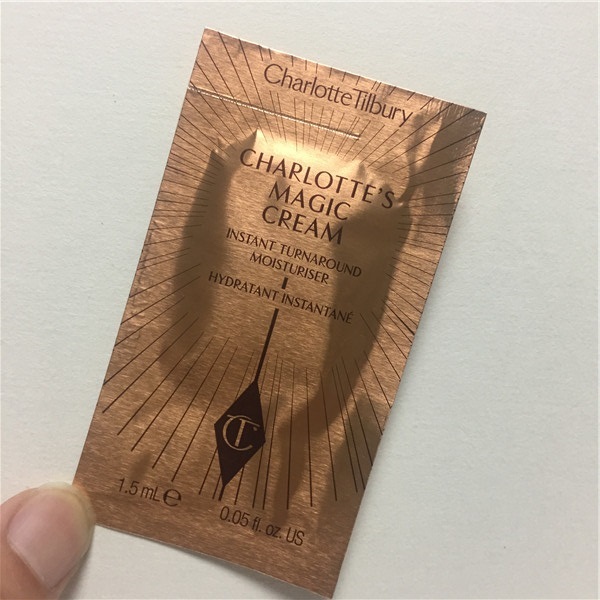 CharlotteTilbury
CHARLOTTE'S
MAGIC
CREAM
INSTANT TURNAROUND
MOISTURISER
HYDRATANT INSTANTANÉ
CT
1.5 mL ℮
0.05 fl. oz. US